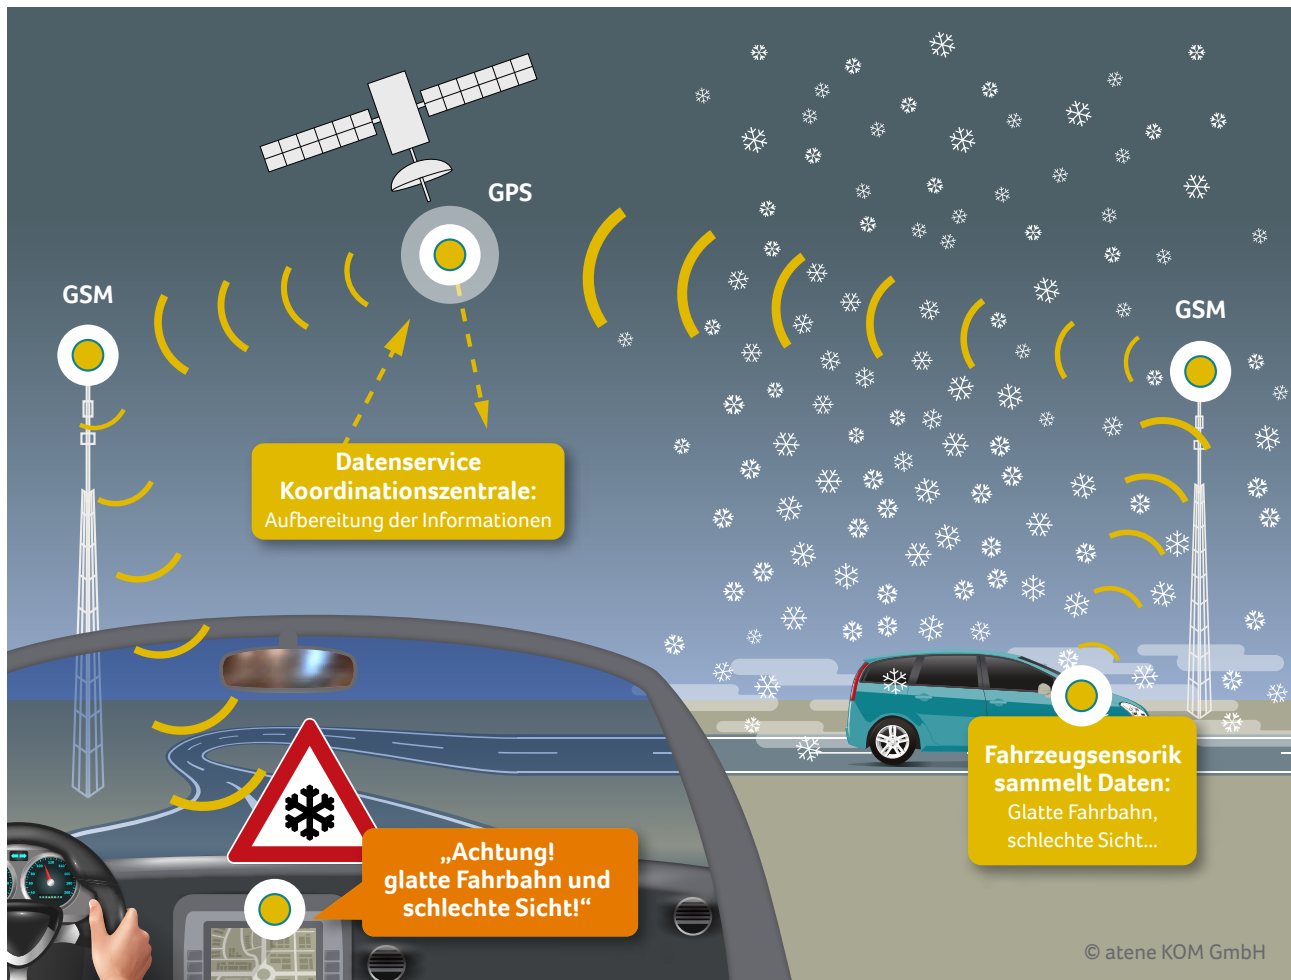 GPS
GSM
GSM
Datenservice
Koordinationszentrale:
Aufbereitung der Informationen
Fahrzeugsensorik
sammelt Daten:
Glatte Fahrbahn,
schlechte Sicht...
„Achtung!
glatte Fahrbahn und
schlechte Sicht!“
© atene KOM GmbH